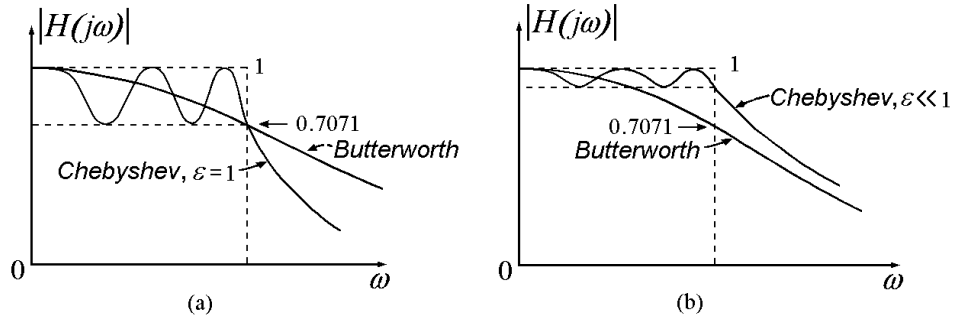 |H(jω)|
1
0.7071
Butterworth
Chebyshev, ε=1
0
ω
(a)
|H(jω)|
1
Chebyshev, ε≪1
0.7071
Butterworth
0
ω
(b)